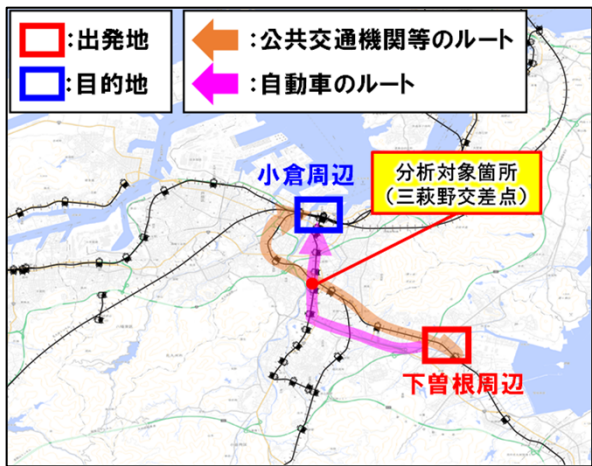 :出発地
:目的地
:公共交通機関等のルート
:自動車のルート
小倉周辺
分析対象箇所
(三萩野交差点)
下曽根周辺